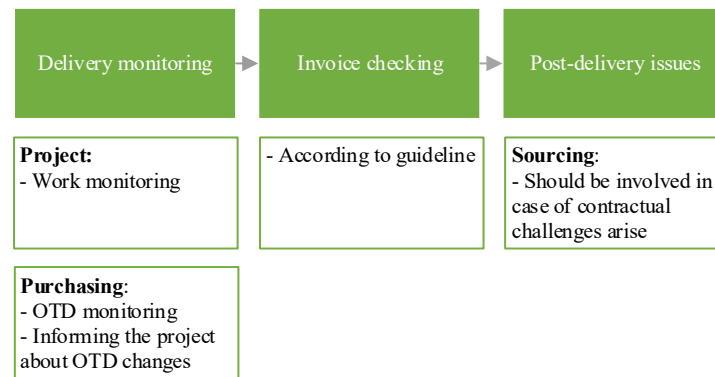 Delivery monitoring
Invoice checking
Post-delivery issues
Project:
- Work monitoring
- According to guideline
Sourcing:
- Should be involved in
case of contractual
challenges arise
Purchasing:
- OTD monitoring
- Informing the project
about OTD changes